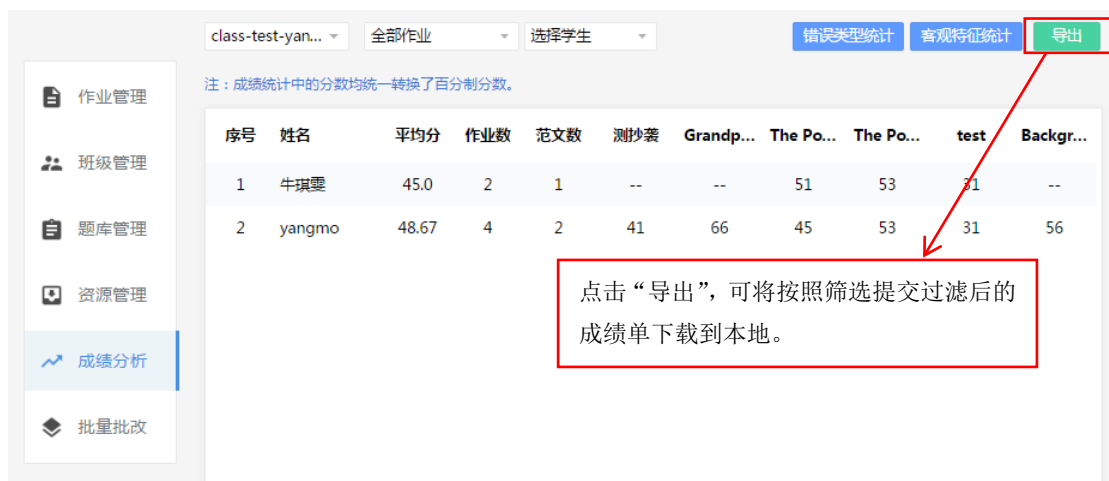 class-test-yan... 全部作业 选择学生 错误类型统计 客观特征统计 导出
注：成绩统计中的分数均统一转换了百分制分数。
作业管理
班级管理
题库管理
资源管理
成绩分析
批量批改
序号 姓名 平均分 作业数 范文数 测抄袭 Grandp... The Po... The Po... test Backgr...
1 牛琪雯 45.0 2 1 -- -- 51 53 31 --
2 yangmo 48.67 4 2 41 66 45 53 31 56
点击“导出”，可将按照筛选提交过滤后的
成绩单下载到本地。